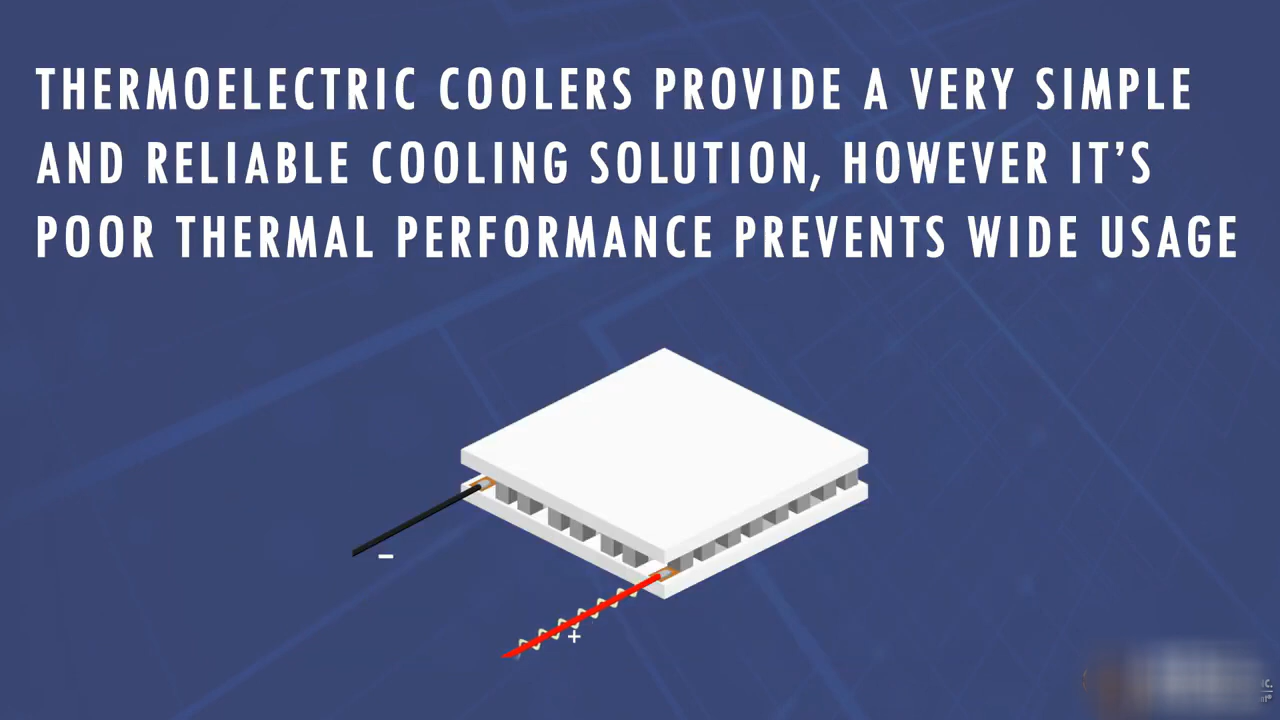 THERMOELECTRIC COOLERS PROVIDE A VERY SIMPLE
AND RELIABLE COOLING SOLUTION, HOWEVER IT'S
POOR THERMAL PERFORMANCE PREVENTS WIDE USAGE
−
+